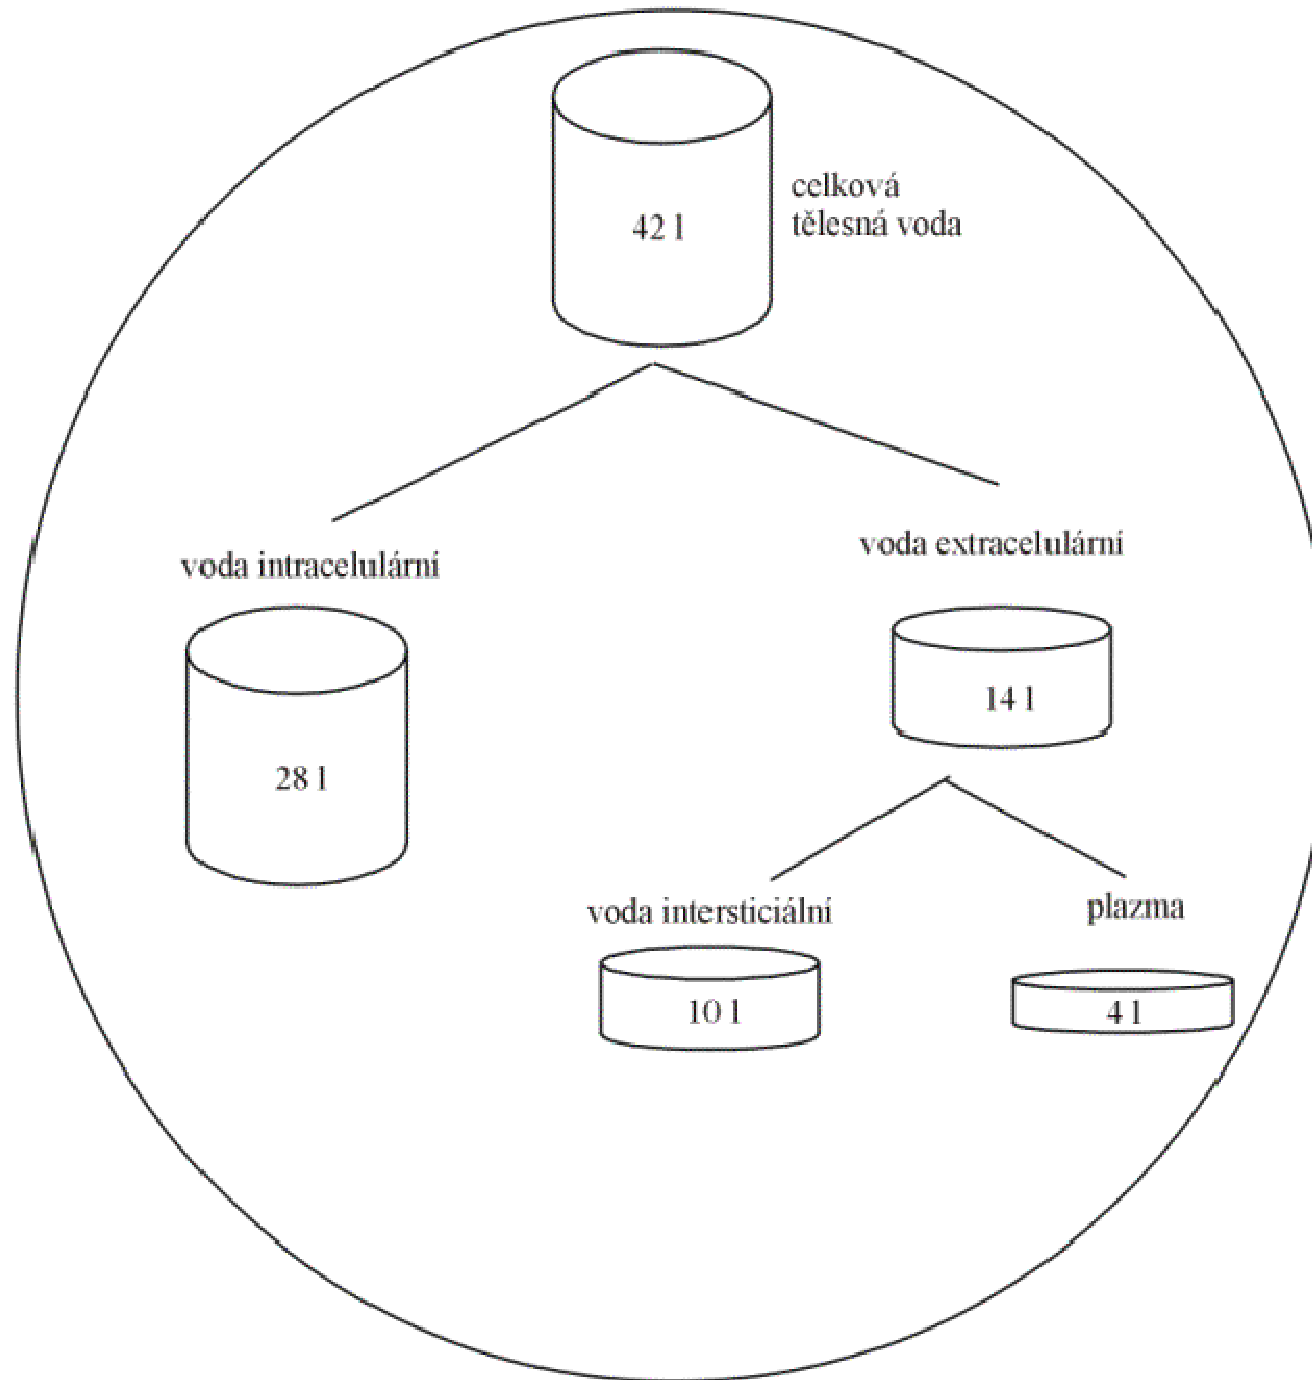 42 l
celková
tělesná voda
voda intracelulární
voda extracelulární
28 l
14 l
voda intersticiální
plazma
10 l
4 l